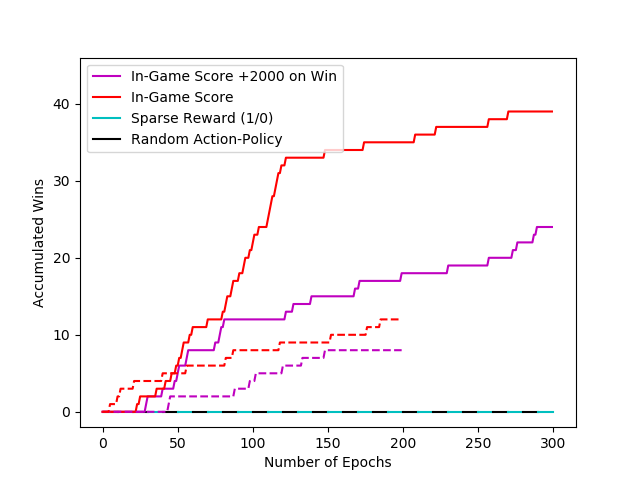 In-Game Score +2000 on Win
In-Game Score
Sparse Reward (1/0)
Random Action-Policy
40
30
20
10
0
Accumulated Wins
0 50 100 150 200 250 300
Number of Epochs